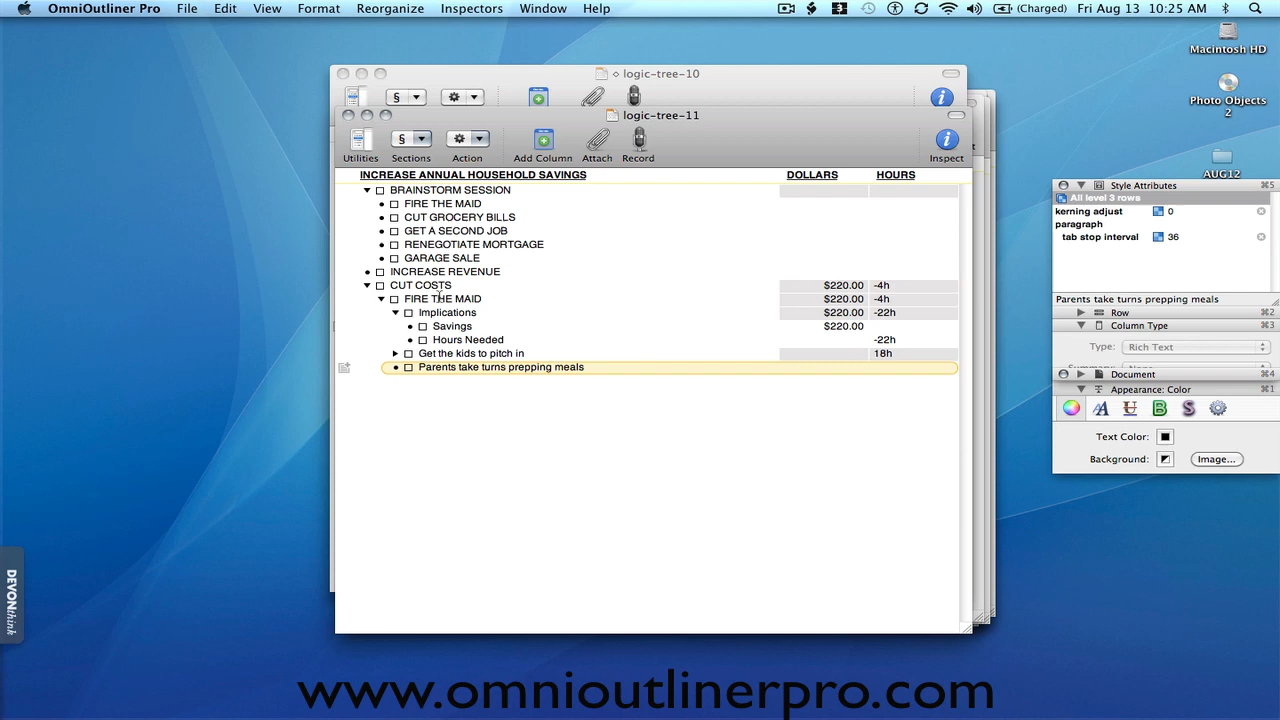 OmniOutliner Pro File Edit View Format Reorganize Inspectors Window Help 3 (Charged) Fri Aug 13 10:25 AM
Macintosh HD
Photo Objects
2
AUG12
logic-tree-10
§
logic-tree-11
§
Utilities Sections Action Add Column Attach Record Inspect
INCREASE ANNUAL HOUSEHOLD SAVINGS DOLLARS HOURS
BRAINSTORM SESSION
FIRE THE MAID
CUT GROCERY BILLS
GET A SECOND JOB
RENEGOTIATE MORTGAGE
GARAGE SALE
INCREASE REVENUE
CUT COSTS $220.00 -4h
FIRE THE MAID $220.00 -4h
Implications $220.00 -22h
Savings $220.00
Hours Needed -22h
Get the kids to pitch in 18h
Parents take turns prepping meals
Style Attributes ⌘5
All level 3 rows
kerning adjust 0
paragraph
tab stop interval 36
Parents take turns prepping meals
Row ⌘2
Column Type ⌘3
Type: Rich Text
Document ⌘4
Appearance: Color ⌘1
A U B S
Text Color:
Background: Image...
DEVONthink
www.omnioutlinerpro.com